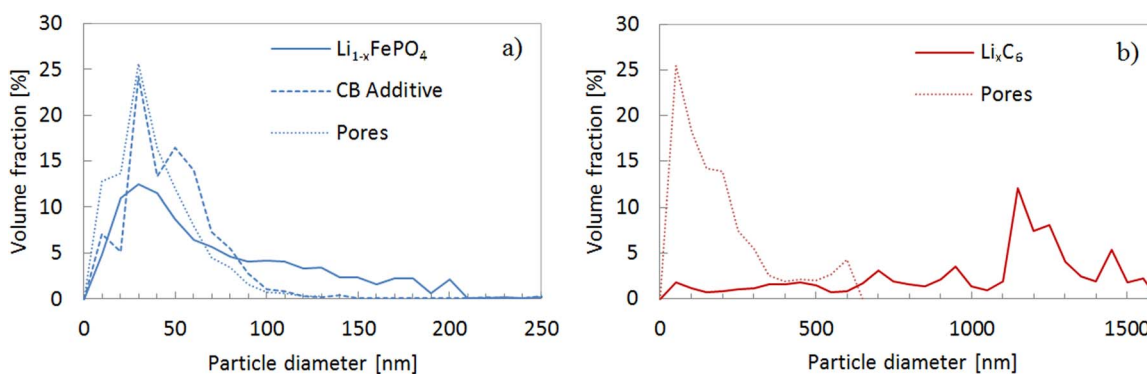 a)
Li₁₋ₓFePO₄
CB Additive
Pores
Volume fraction [%]
30
25
20
15
10
5
0
0 50 100 150 200 250
Particle diameter [nm]
b)
LiₓC₆
Pores
Volume fraction [%]
30
25
20
15
10
5
0
0 500 1000 1500
Particle diameter [nm]